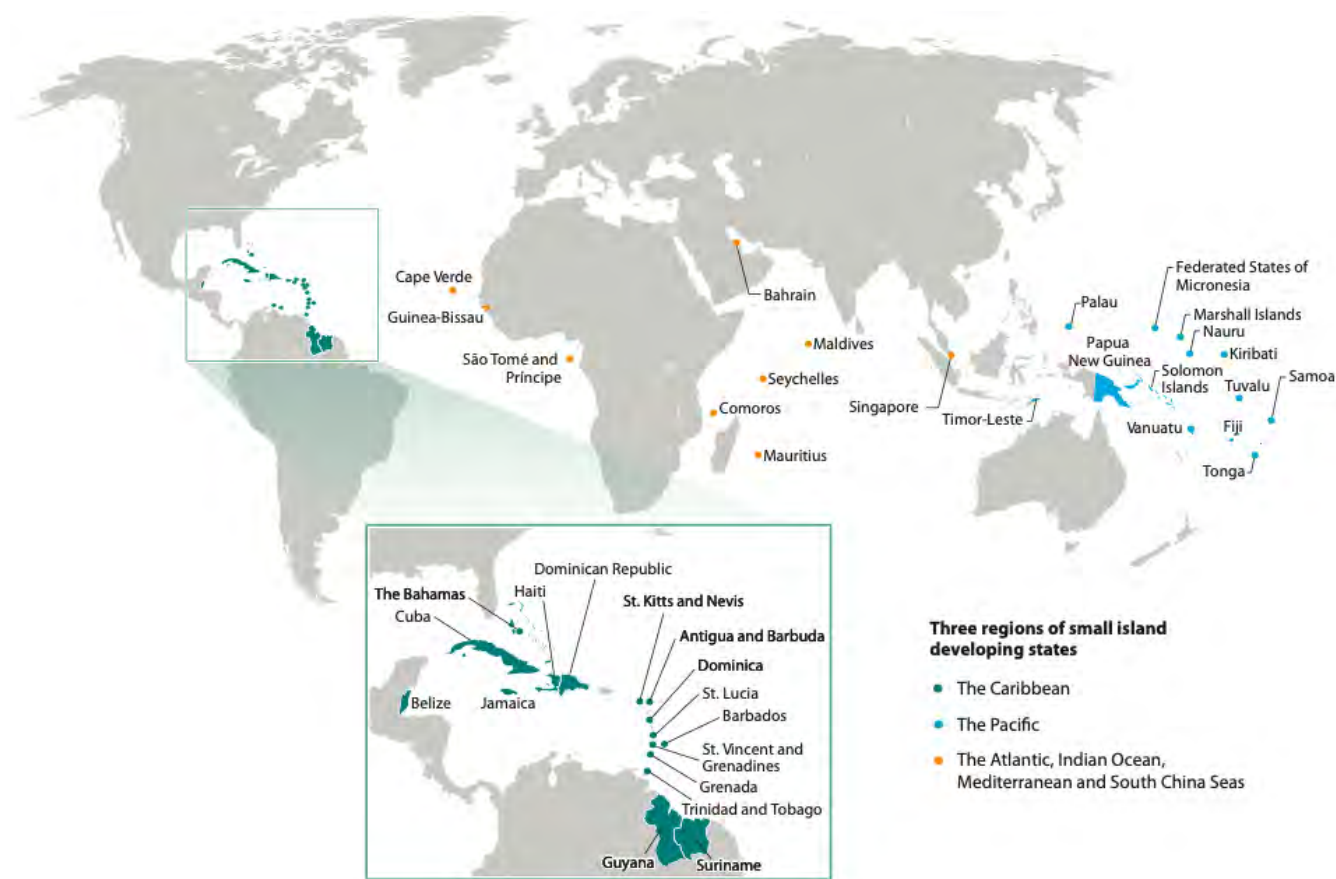 Cape Verde
Guinea-Bissau
São Tomé and
Príncipe
Bahrain
Maldives
Seychelles
Comoros
Mauritius
Singapore
Timor-Leste
Palau
Papua
New Guinea
Federated States of
Micronesia
Marshall Islands
Nauru
Kiribati
Solomon
Islands
Tuvalu
Samoa
Vanuatu
Fiji
Tonga
Dominican Republic
The Bahamas
Haiti
Cuba
St. Kitts and Nevis
Antigua and Barbuda
Dominica
St. Lucia
Belize
Jamaica
Barbados
St. Vincent and
Grenadines
Grenada
Trinidad and Tobago
Guyana
Suriname
Three regions of small island
developing states
The Caribbean
The Pacific
The Atlantic, Indian Ocean,
Mediterranean and South China Seas